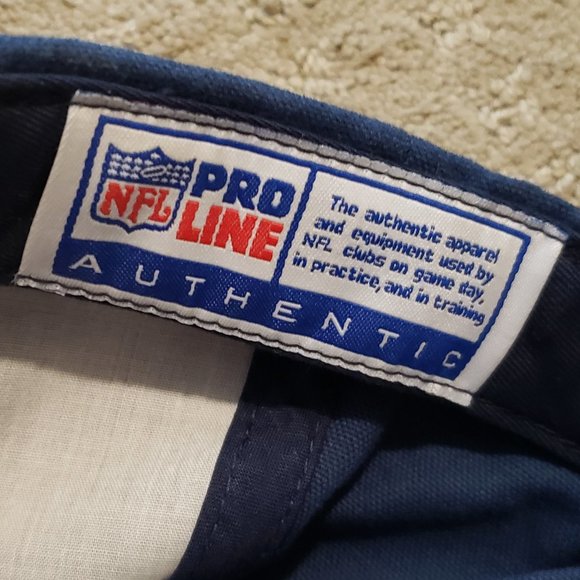 NFL
PRO
LINE
The authentic apparel
and equipment used by
NFL clubs on game day,
in practice, and in training
AUTHENTIC